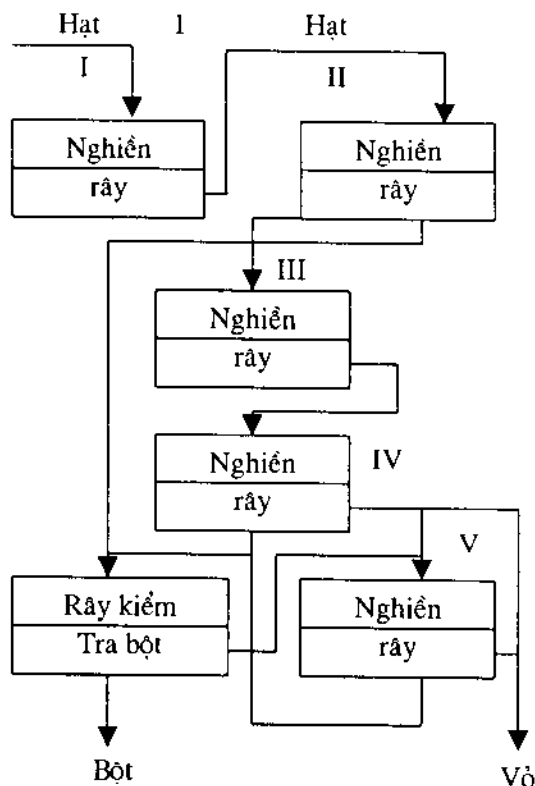 Hạt 1 Hạt
I II
Nghiền Nghiền
rây rây
III
Nghiền
rây
Nghiền IV
rây
V
Rây kiểm Nghiền
Tra bột rây
Bột Vỏ